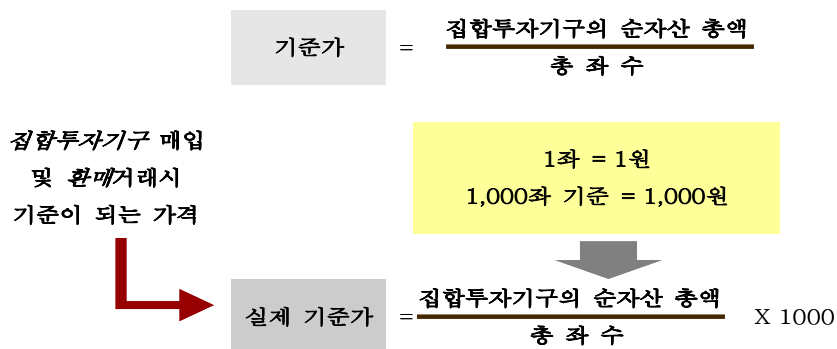 기준가 = 집합투자기구의 순자산 총액
총 좌 수
집합투자기구 매입
및 환매거래시
기준이 되는 가격
1좌 = 1원
1,000좌 기준 = 1,000원
실제 기준가 = 집합투자기구의 순자산 총액
총 좌 수
X 1000